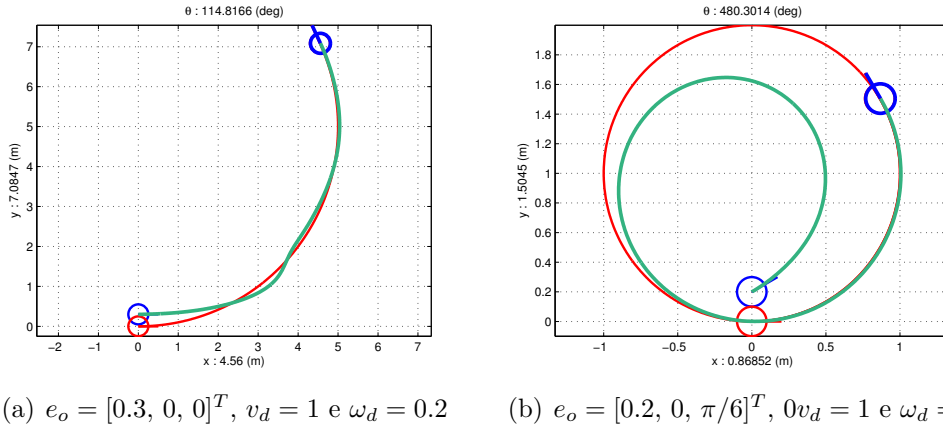 θ : 114.8166 (deg)
7
6
5
4
3
2
1
0
y : 7.0847 (m)
−2 −1 0 1 2 3 4 5 6 7
x : 4.56 (m)
θ : 480.3014 (deg)
1.8
1.6
1.4
1.2
1
0.8
0.6
0.4
0.2
0
y : 1.5045 (m)
−1 −0.5 0 0.5 1
x : 0.86852 (m)
(a) e_o = [0.3, 0, 0]^T, v_d = 1 e ω_d = 0.2
(b) e_o = [0.2, 0, π/6]^T, 0v_d = 1 e ω_d =